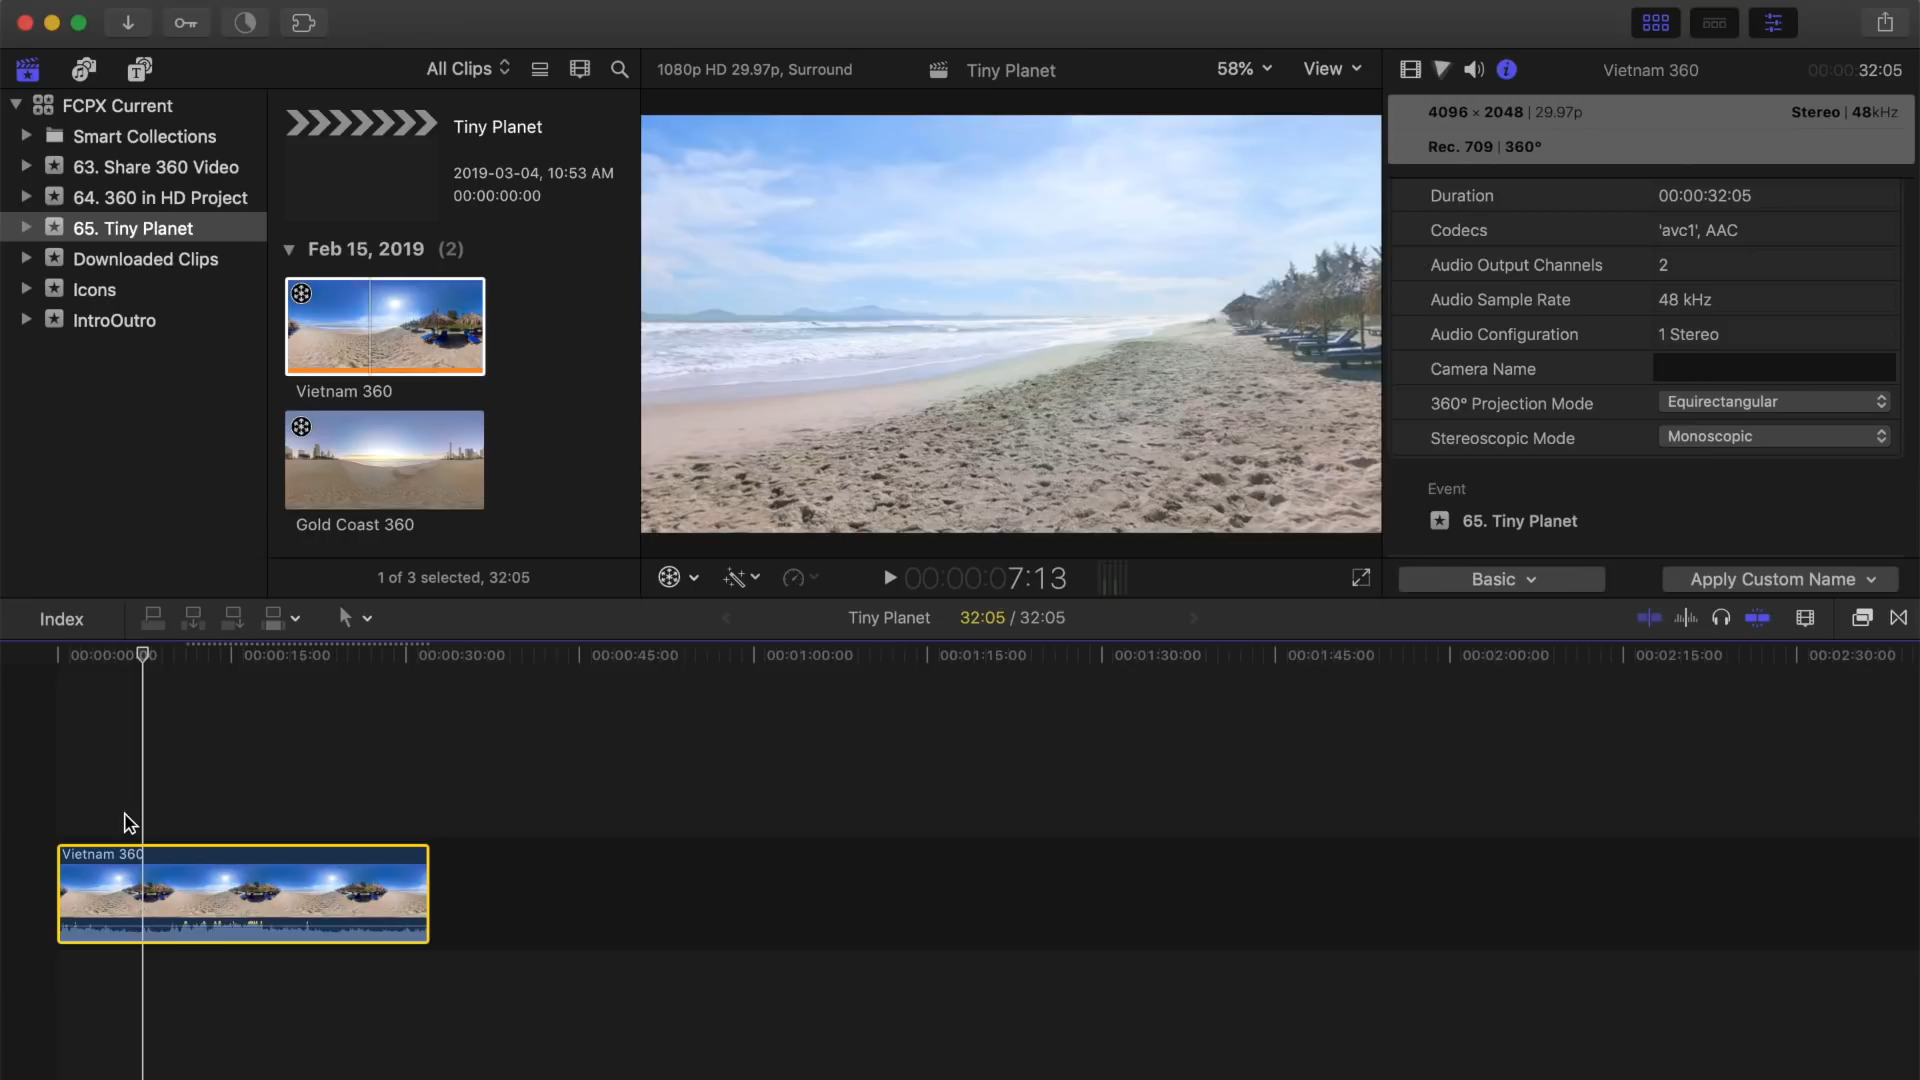 All Clips
1080p HD 29.97p, Surround
Tiny Planet
58%
View
Vietnam 360
00:00:32:05
FCPX Current
Smart Collections
63. Share 360 Video
64. 360 in HD Project
65. Tiny Planet
Downloaded Clips
Icons
IntroOutro
Tiny Planet
2019-03-04, 10:53 AM
00:00:00:00
Feb 15, 2019 (2)
Vietnam 360
Gold Coast 360
1 of 3 selected, 32:05
4096 × 2048 | 29.97p
Stereo | 48kHz
Rec. 709 | 360°
Duration 00:00:32:05
Codecs 'avc1', AAC
Audio Output Channels 2
Audio Sample Rate 48 kHz
Audio Configuration 1 Stereo
Camera Name
360° Projection Mode Equirectangular
Stereoscopic Mode Monoscopic
Event
65. Tiny Planet
00:00:07:13
Basic
Apply Custom Name
Index
Tiny Planet 32:05 / 32:05
00:00:00:00 00:00:15:00 00:00:30:00 00:00:45:00 00:01:00:00 00:01:15:00 00:01:30:00 00:01:45:00 00:02:00:00 00:02:15:00 00:02:30:00
Vietnam 360